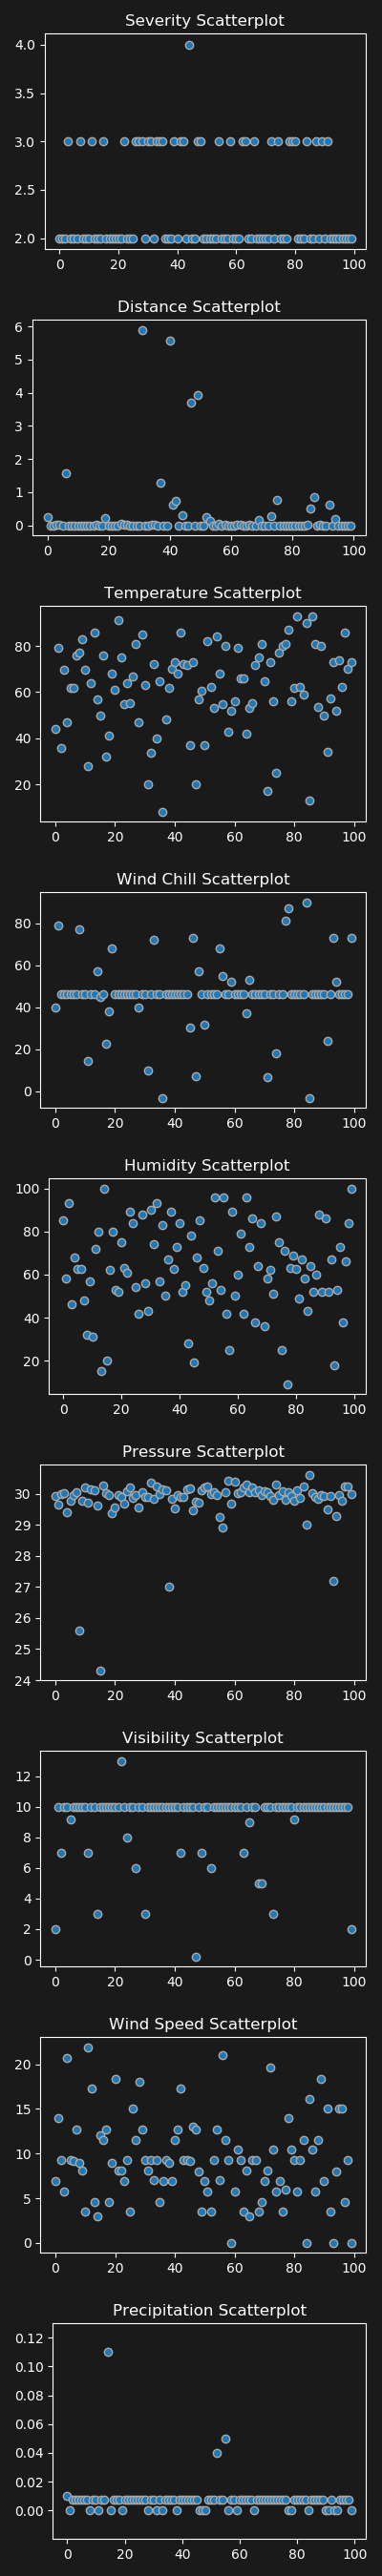 Severity Scatterplot
4.0
3.5
3.0
2.5
2.0
0 20 40 60 80 100
Distance Scatterplot
6
5
4
3
2
1
0
0 20 40 60 80 100
Temperature Scatterplot
80
60
40
20
0 20 40 60 80 100
Wind Chill Scatterplot
80
60
40
20
0
0 20 40 60 80 100
Humidity Scatterplot
100
80
60
40
20
0 20 40 60 80 100
Pressure Scatterplot
30
29
28
27
26
25
24
0 20 40 60 80 100
Visibility Scatterplot
12
10
8
6
4
2
0
0 20 40 60 80 100
Wind Speed Scatterplot
20
15
10
5
0
0 20 40 60 80 100
Precipitation Scatterplot
0.12
0.10
0.08
0.06
0.04
0.02
0.00
0 20 40 60 80 100